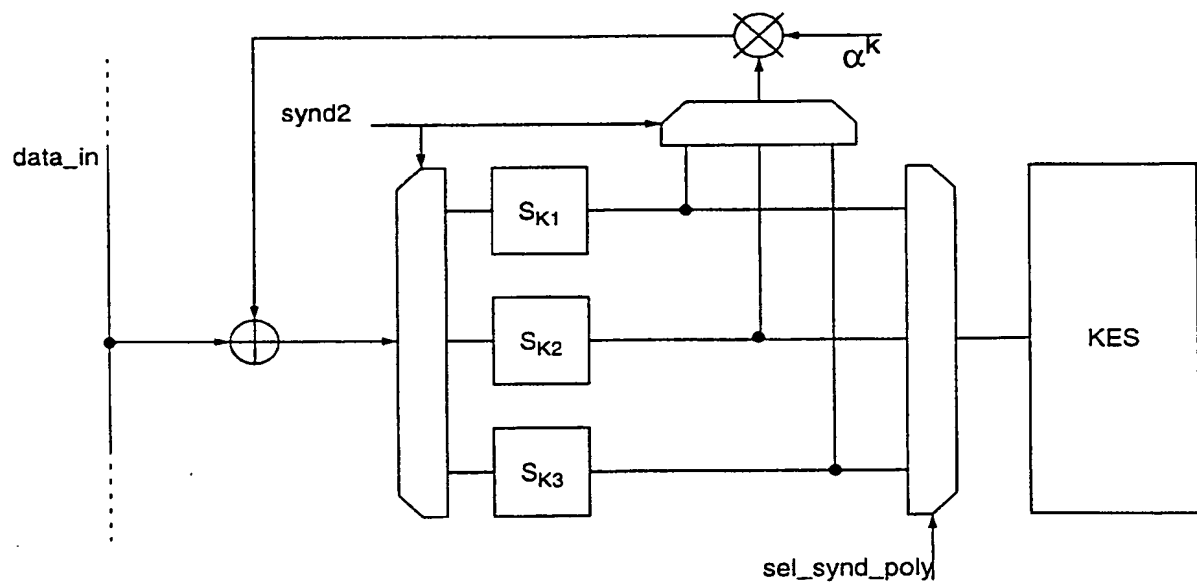 α^k
synd2
data_in
S_K1
S_K2
KES
S_K3
sel_synd_poly